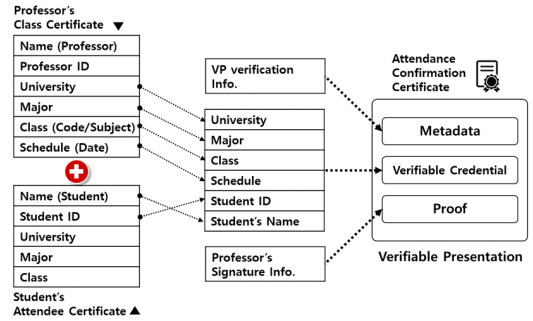 Professor's
Class Certificate ▼
Name (Professor)
Professor ID
University
Major
Class (Code/Subject)
Schedule (Date)
Name (Student)
Student ID
University
Major
Class
Student's
Attendee Certificate ▲
VP verification
Info.
University
Major
Class
Schedule
Student ID
Student's Name
Professor's
Signature Info.
Attendance
Confirmation
Certificate
Metadata
Verifiable Credential
Proof
Verifiable Presentation